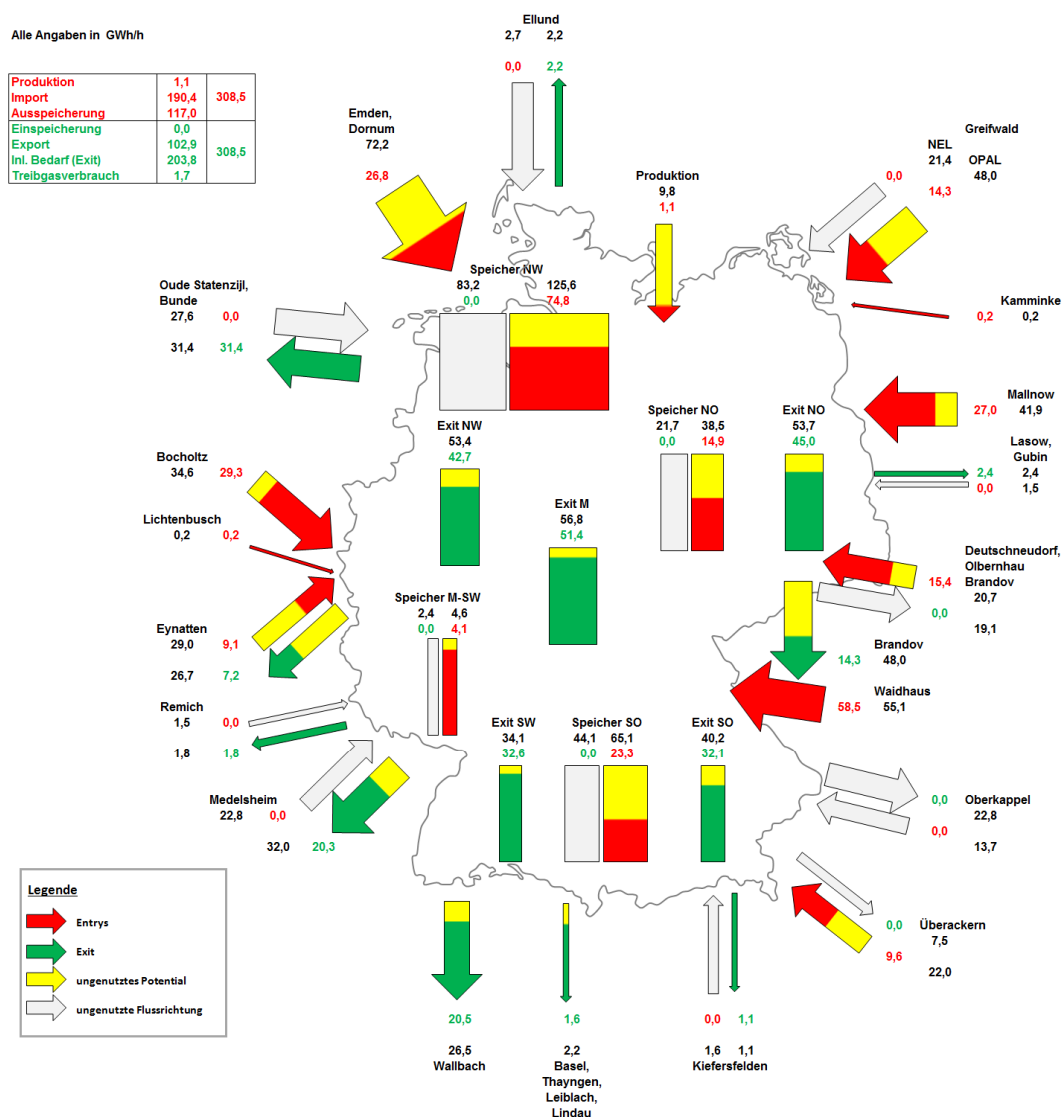 Alle Angaben in GWh/h
Produktion 1,1
Import 190,4 308,5
Ausspeicherung 117,0
Einspeicherung 0,0
Export 102,9 308,5
Inl. Bedarf (Exit) 203,8
Treibgasverbrauch 1,7
Ellund
2,7 2,2
0,0 2,2
Emden,
Dornum
72,2
26,8
Produktion
9,8
1,1
Greifwald
NEL
21,4 OPAL
0,0 48,0
14,3
Speicher NW
83,2 125,6
0,0 74,8
Oude Statenzijl,
Bunde
27,6 0,0
31,4 31,4
Kamminke
0,2 0,2
Mallnow
27,0 41,9
Exit NW
53,4
42,7
Speicher NO
21,7 38,5
0,0 14,9
Exit NO
53,7
45,0
Lasow,
Gubin
2,4 2,4
0,0 1,5
Bocholtz
34,6 29,3
Exit M
56,8
51,4
Lichtenbusch
0,2 0,2
Deutschneudorf,
Olbernhau
15,4 Brandov
20,7
0,0
19,1
Speicher M-SW
2,4 4,6
0,0 4,1
Eynatten
29,0 9,1
26,7 7,2
Brandov
14,3 48,0
Waidhaus
58,5 55,1
Remich
1,5 0,0
1,8 1,8
Exit SW
34,1
32,6
Speicher SO
44,1 65,1
0,0 23,3
Exit SO
40,2
32,1
Medelsheim
22,8 0,0
32,0 20,3
0,0 Oberkappel
22,8
0,0
13,7
Legende
Entrys
Exit
ungenutztes Potential
ungenutzte Flussrichtung
0,0 Überackern
7,5
9,6
22,0
20,5
26,5
Wallbach
1,6
2,2
Basel,
Thayngen,
Leiblach,
Lindau
0,0 1,1
1,6 1,1
Kiefersfelden